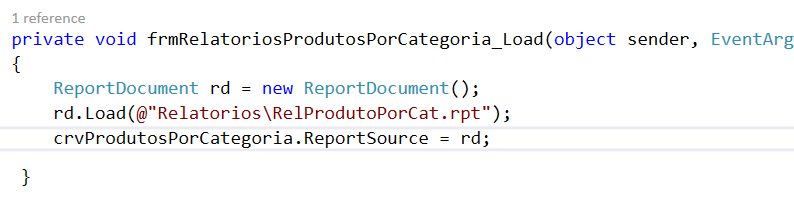 1 reference
private void frmRelatoriosProdutosPorCategoria_Load(object sender, EventArg
{
ReportDocument rd = new ReportDocument();
rd.Load(@"Relatorios\RelProdutoPorCat.rpt");
crvProdutosPorCategoria.ReportSource = rd;
}